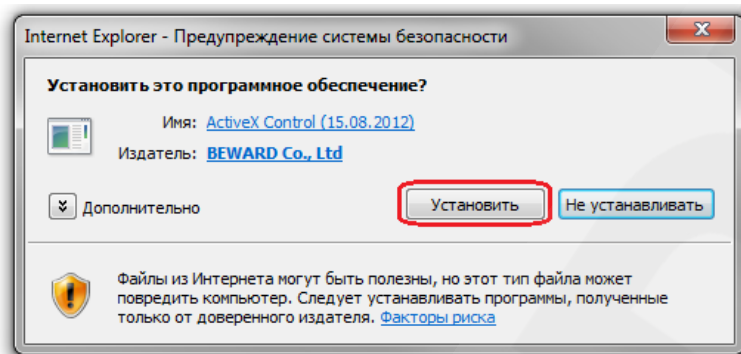 Internet Explorer - Предупреждение системы безопасности
Установить это программное обеспечение?
Имя: ActiveX Control (15.08.2012)
Издатель: BEWARD Co., Ltd
Дополнительно Установить Не устанавливать
Файлы из Интернета могут быть полезны, но этот тип файла может
повредить компьютер. Следует устанавливать программы, полученные
только от доверенного издателя. Факторы риска